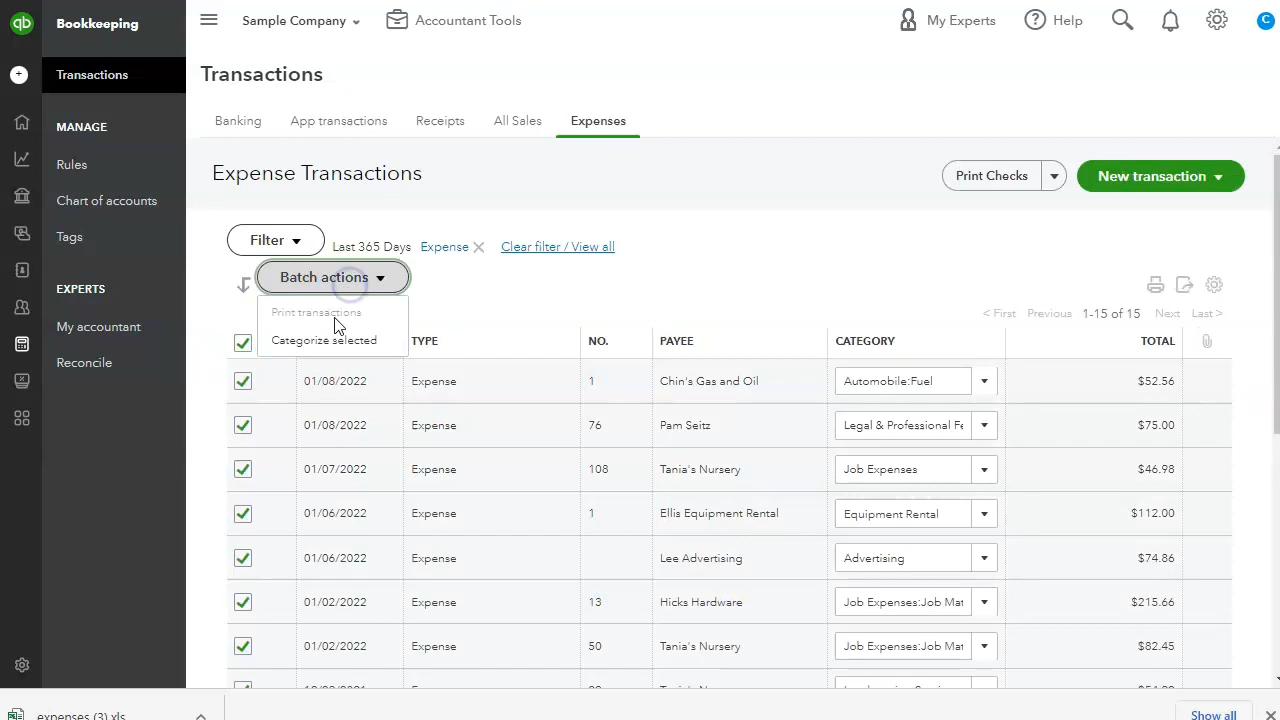 qb
Bookkeeping
Sample Company
Accountant Tools
My Experts
Help
C
Transactions
MANAGE
Rules
Chart of accounts
Tags
EXPERTS
My accountant
Reconcile
Transactions
Banking
App transactions
Receipts
All Sales
Expenses
Expense Transactions
Print Checks
New transaction
Filter
Last 365 Days
Expense
Clear filter / View all
Batch actions
Print transactions
Categorize selected
< First Previous 1-15 of 15 Next Last >
TYPE NO. PAYEE CATEGORY TOTAL
01/08/2022 Expense 1 Chin's Gas and Oil Automobile:Fuel $52.56
01/08/2022 Expense 76 Pam Seitz Legal & Professional Fe $75.00
01/07/2022 Expense 108 Tania's Nursery Job Expenses $46.98
01/06/2022 Expense 1 Ellis Equipment Rental Equipment Rental $112.00
01/06/2022 Expense Lee Advertising Advertising $74.86
01/02/2022 Expense 13 Hicks Hardware Job Expenses:Job Mat $215.66
01/02/2022 Expense 50 Tania's Nursery Job Expenses:Job Mat $82.45
expenses (3).xls
Show all